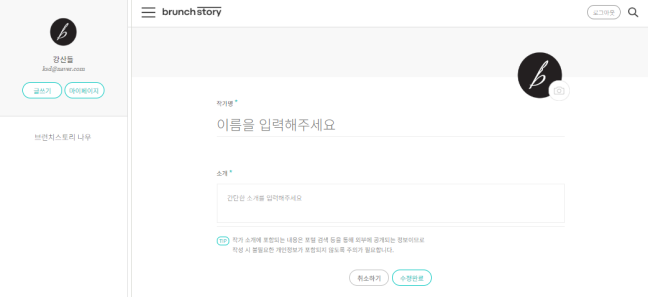 brunch story
로그아웃
강산들
ksd@naver.com
글쓰기
마이페이지
브런치스토리 나우
작가명 *
이름을 입력해주세요
소개 *
간단한 소개를 입력해주세요
TIP 작가 소개에 포함되는 내용은 포털 검색 등을 통해 외부에 공개되는 정보이므로
작성 시 불필요한 개인정보가 포함되지 않도록 주의가 필요합니다.
취소하기
수정완료